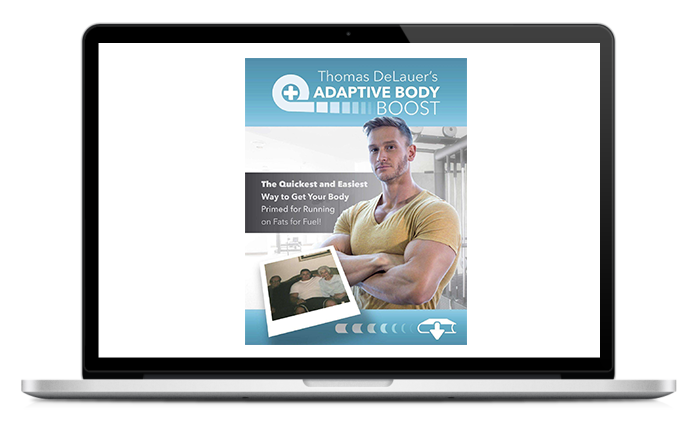 Thomas DeLauer's
ADAPTIVE BODY
BOOST
The Quickest and Easiest
Way to Get Your Body
Primed for Running
on Fats for Fuel!